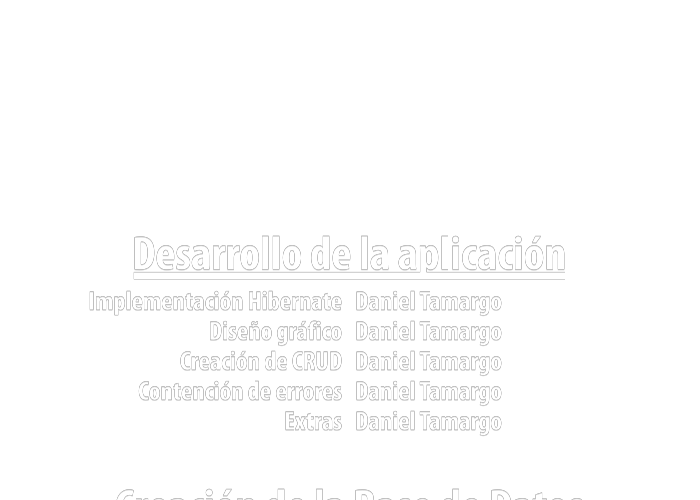 Desarrollo de la aplicación
Implementación Hibernate Daniel Tamargo
Diseño gráfico Daniel Tamargo
Creación de CRUD Daniel Tamargo
Contención de errores Daniel Tamargo
Extras Daniel Tamargo
Creación de la Base de Datos